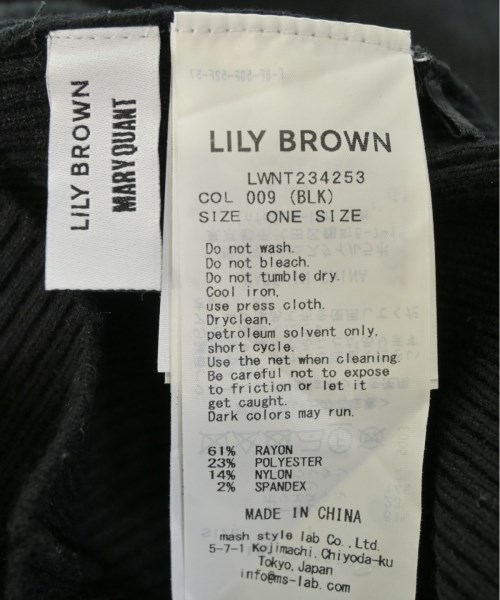 LILY BROWN
MARY QUANT
LILY BROWN
LWNT234253
COL 009 (BLK)
SIZE ONE SIZE
Do not wash.
Do not bleach.
Do not tumble dry.
Cool iron.
use press cloth.
Dryclean,
petroleum solvent only.
short cycle.
Use the net when cleaning.
Be careful not to expose
to friction or let it
get caught.
Dark colors may run.
61% RAYON
23% POLYESTER
14% NYLON
2% SPANDEX
MADE IN CHINA
mash style lab Co.,Ltd.
5-7-1 Kojimachi,Chiyoda-ku
Tokyo,Japan
info@ms-lab.com